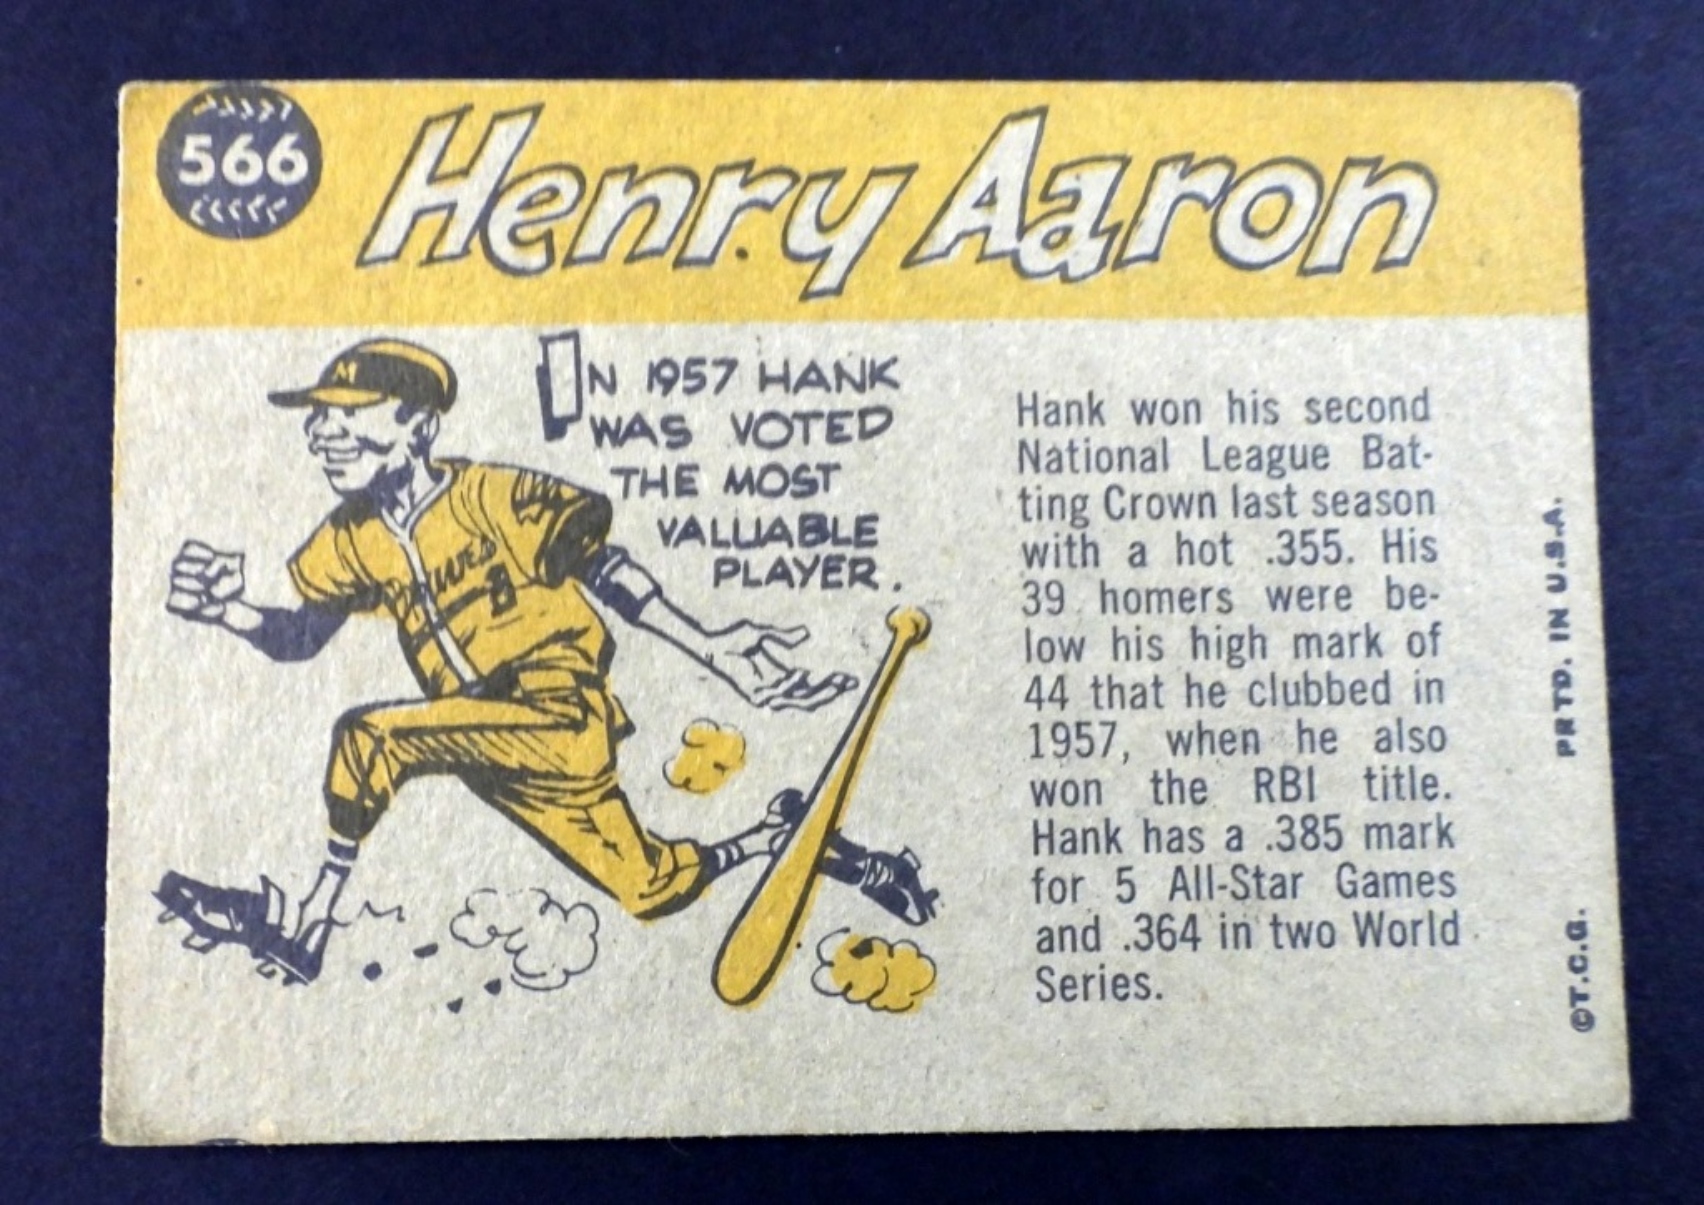 566
Henry Aaron
IN 1957 HANK
WAS VOTED
THE MOST
VALUABLE
PLAYER.
M
Braves
Hank won his second
National League Bat-
ting Crown last season
with a hot .355. His
39 homers were be-
low his high mark of
44 that he clubbed in
1957, when he also
won the RBI title.
Hank has a .385 mark
for 5 All-Star Games
and .364 in two World
Series.
©T.C.G. PRTD. IN U.S.A.